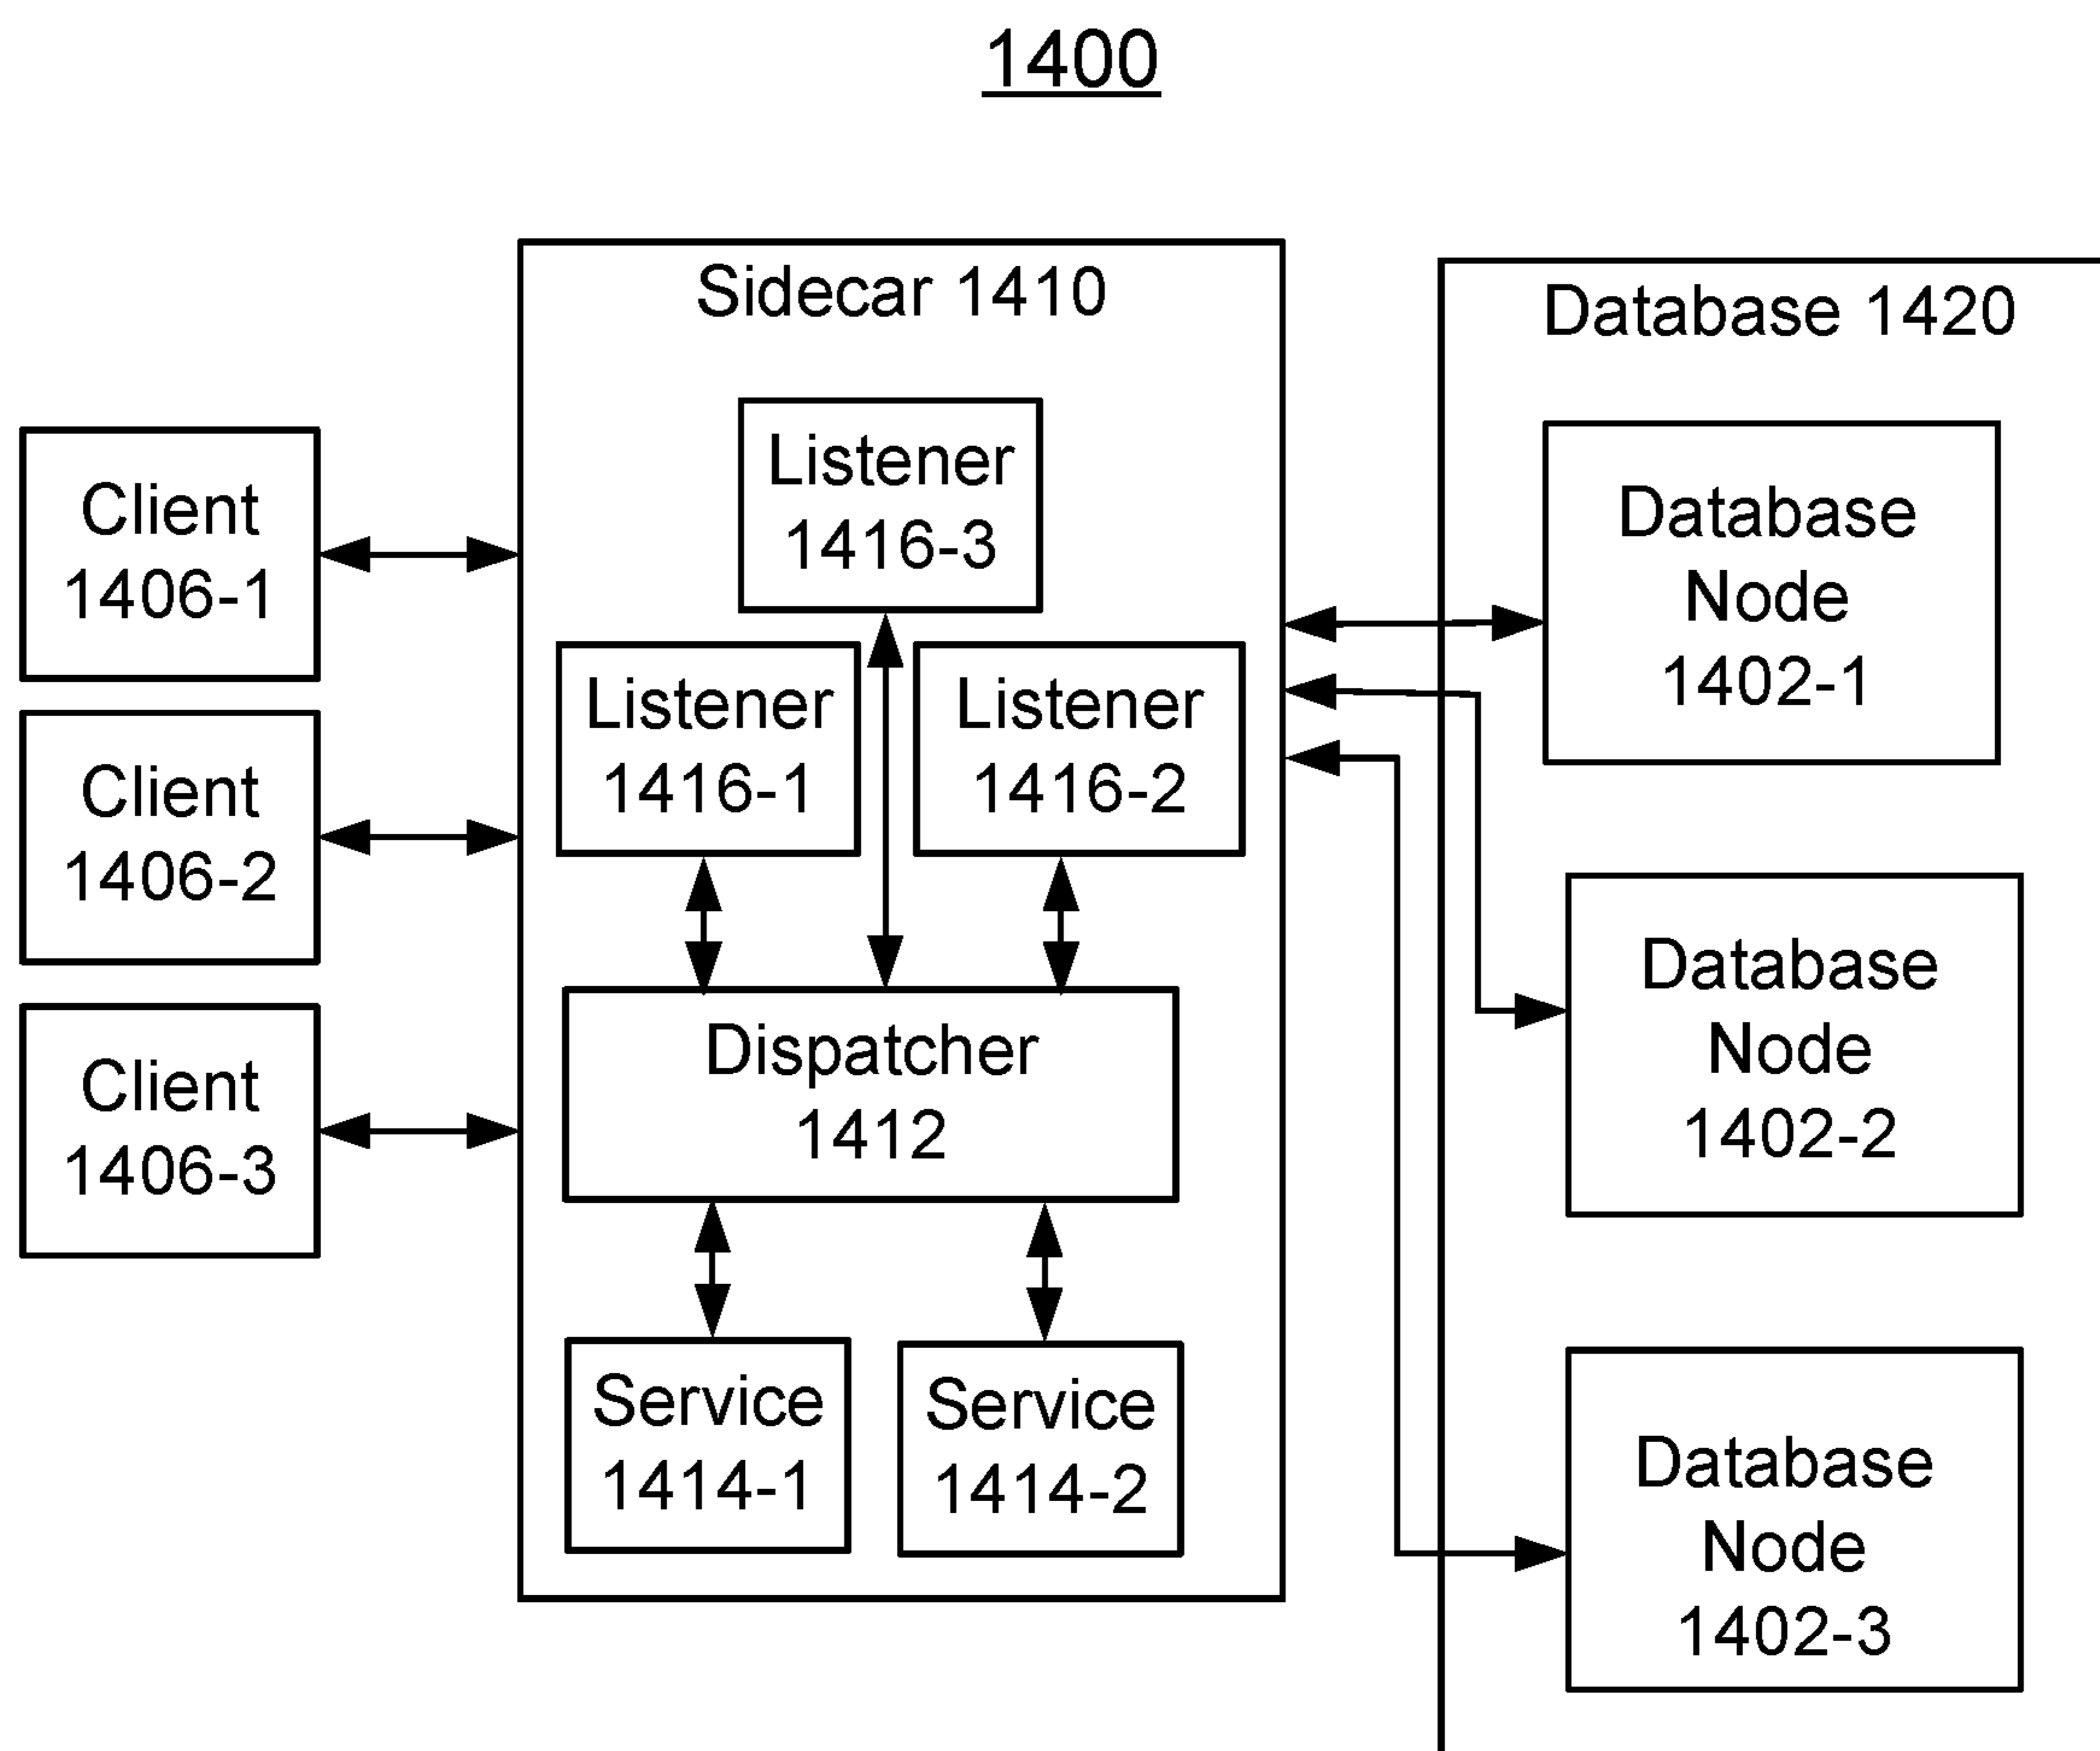 1400
Sidecar 1410
Database 1420
Listener
1416-3
Client
1406-1
Database
Node
1402-1
Listener
1416-1
Listener
1416-2
Client
1406-2
Database
Node
1402-2
Dispatcher
1412
Client
1406-3
Service
1414-1
Service
1414-2
Database
Node
1402-3